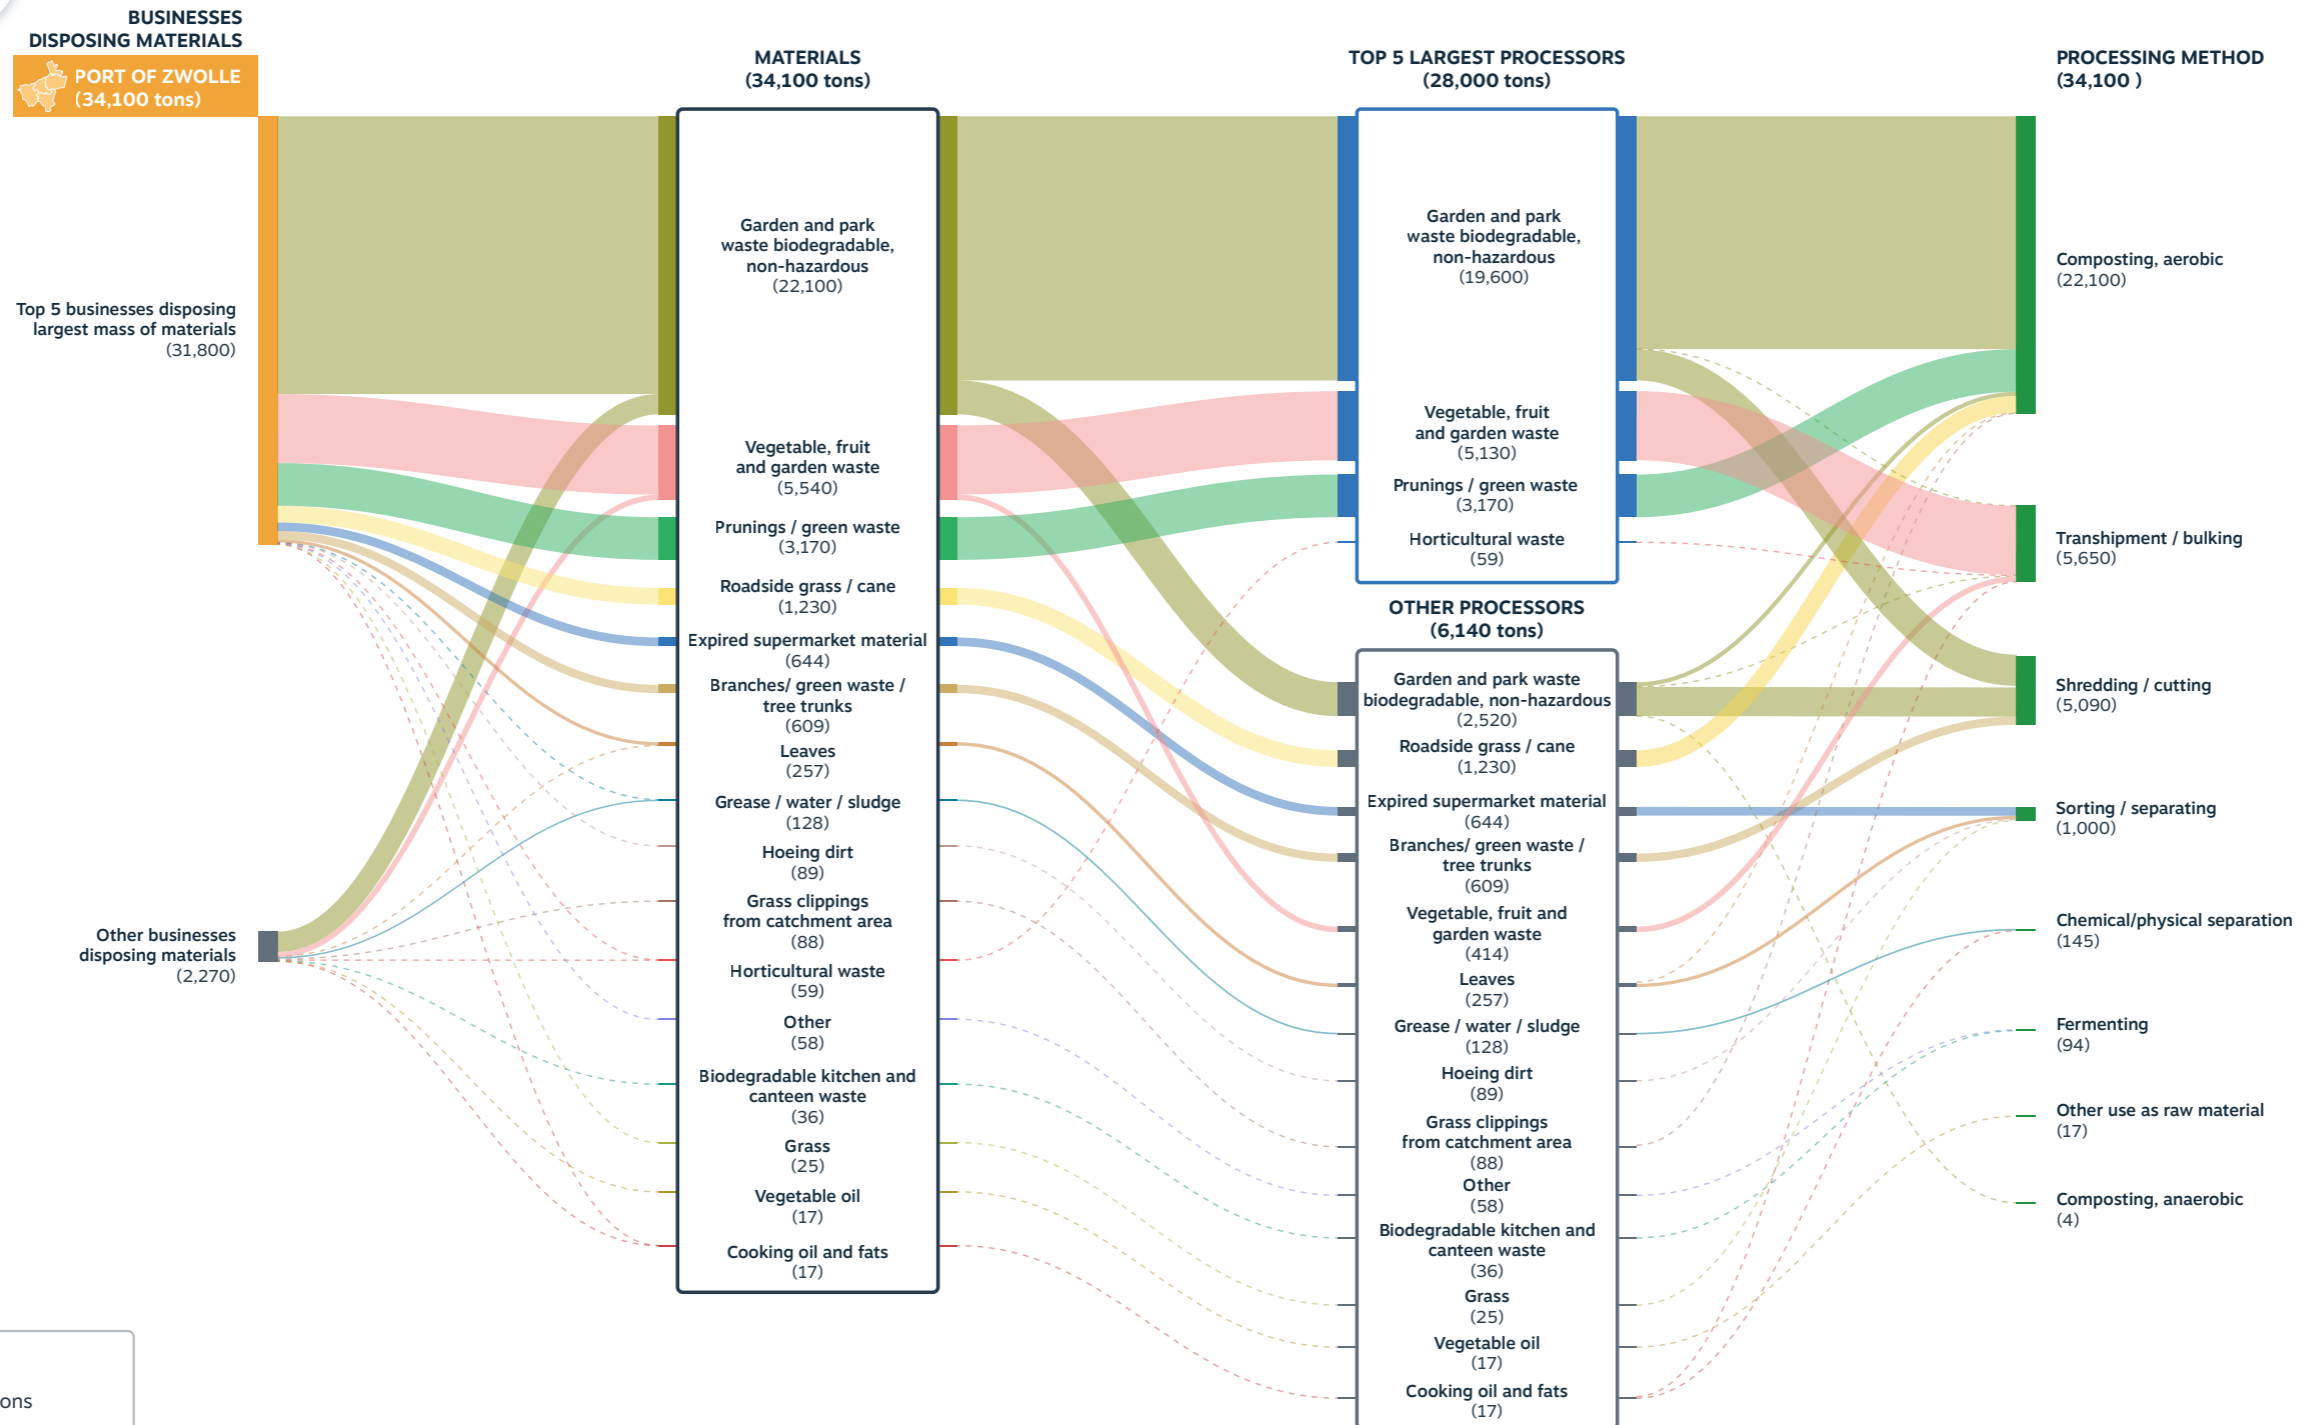 BUSINESSES
DISPOSING MATERIALS
PORT OF ZWOLLE
(34,100 tons)
Top 5 businesses disposing
largest mass of materials
(31,800)
Other businesses
disposing materials
(2,270)
ons
MATERIALS
(34,100 tons)
Garden and park
waste biodegradable,
non-hazardous
(22,100)
Vegetable, fruit
and garden waste
(5,540)
Prunings / green waste
(3,170)
Roadside grass / cane
(1,230)
Expired supermarket material
(644)
Branches/ green waste /
tree trunks
(609)
Leaves
(257)
Grease / water / sludge
(128)
Hoeing dirt
(89)
Grass clippings
from catchment area
(88)
Horticultural waste
(59)
Other
(58)
Biodegradable kitchen and
canteen waste
(36)
Grass
(25)
Vegetable oil
(17)
Cooking oil and fats
(17)
TOP 5 LARGEST PROCESSORS
(28,000 tons)
Garden and park
waste biodegradable,
non-hazardous
(19,600)
Vegetable, fruit
and garden waste
(5,130)
Prunings / green waste
(3,170)
Horticultural waste
(59)
OTHER PROCESSORS
(6,140 tons)
Garden and park waste
biodegradable, non-hazardous
(2,520)
Roadside grass / cane
(1,230)
Expired supermarket material
(644)
Branches/ green waste /
tree trunks
(609)
Vegetable, fruit and
garden waste
(414)
Leaves
(257)
Grease / water / sludge
(128)
Hoeing dirt
(89)
Grass clippings
from catchment area
(88)
Other
(58)
Biodegradable kitchen and
canteen waste
(36)
Grass
(25)
Vegetable oil
(17)
Cooking oil and fats
(17)
PROCESSING METHOD
(34,100 )
Composting, aerobic
(22,100)
Transhipment / bulking
(5,650)
Shredding / cutting
(5,090)
Sorting / separating
(1,000)
Chemical/physical separation
(145)
Fermenting
(94)
Other use as raw material
(17)
Composting, anaerobic
(4)